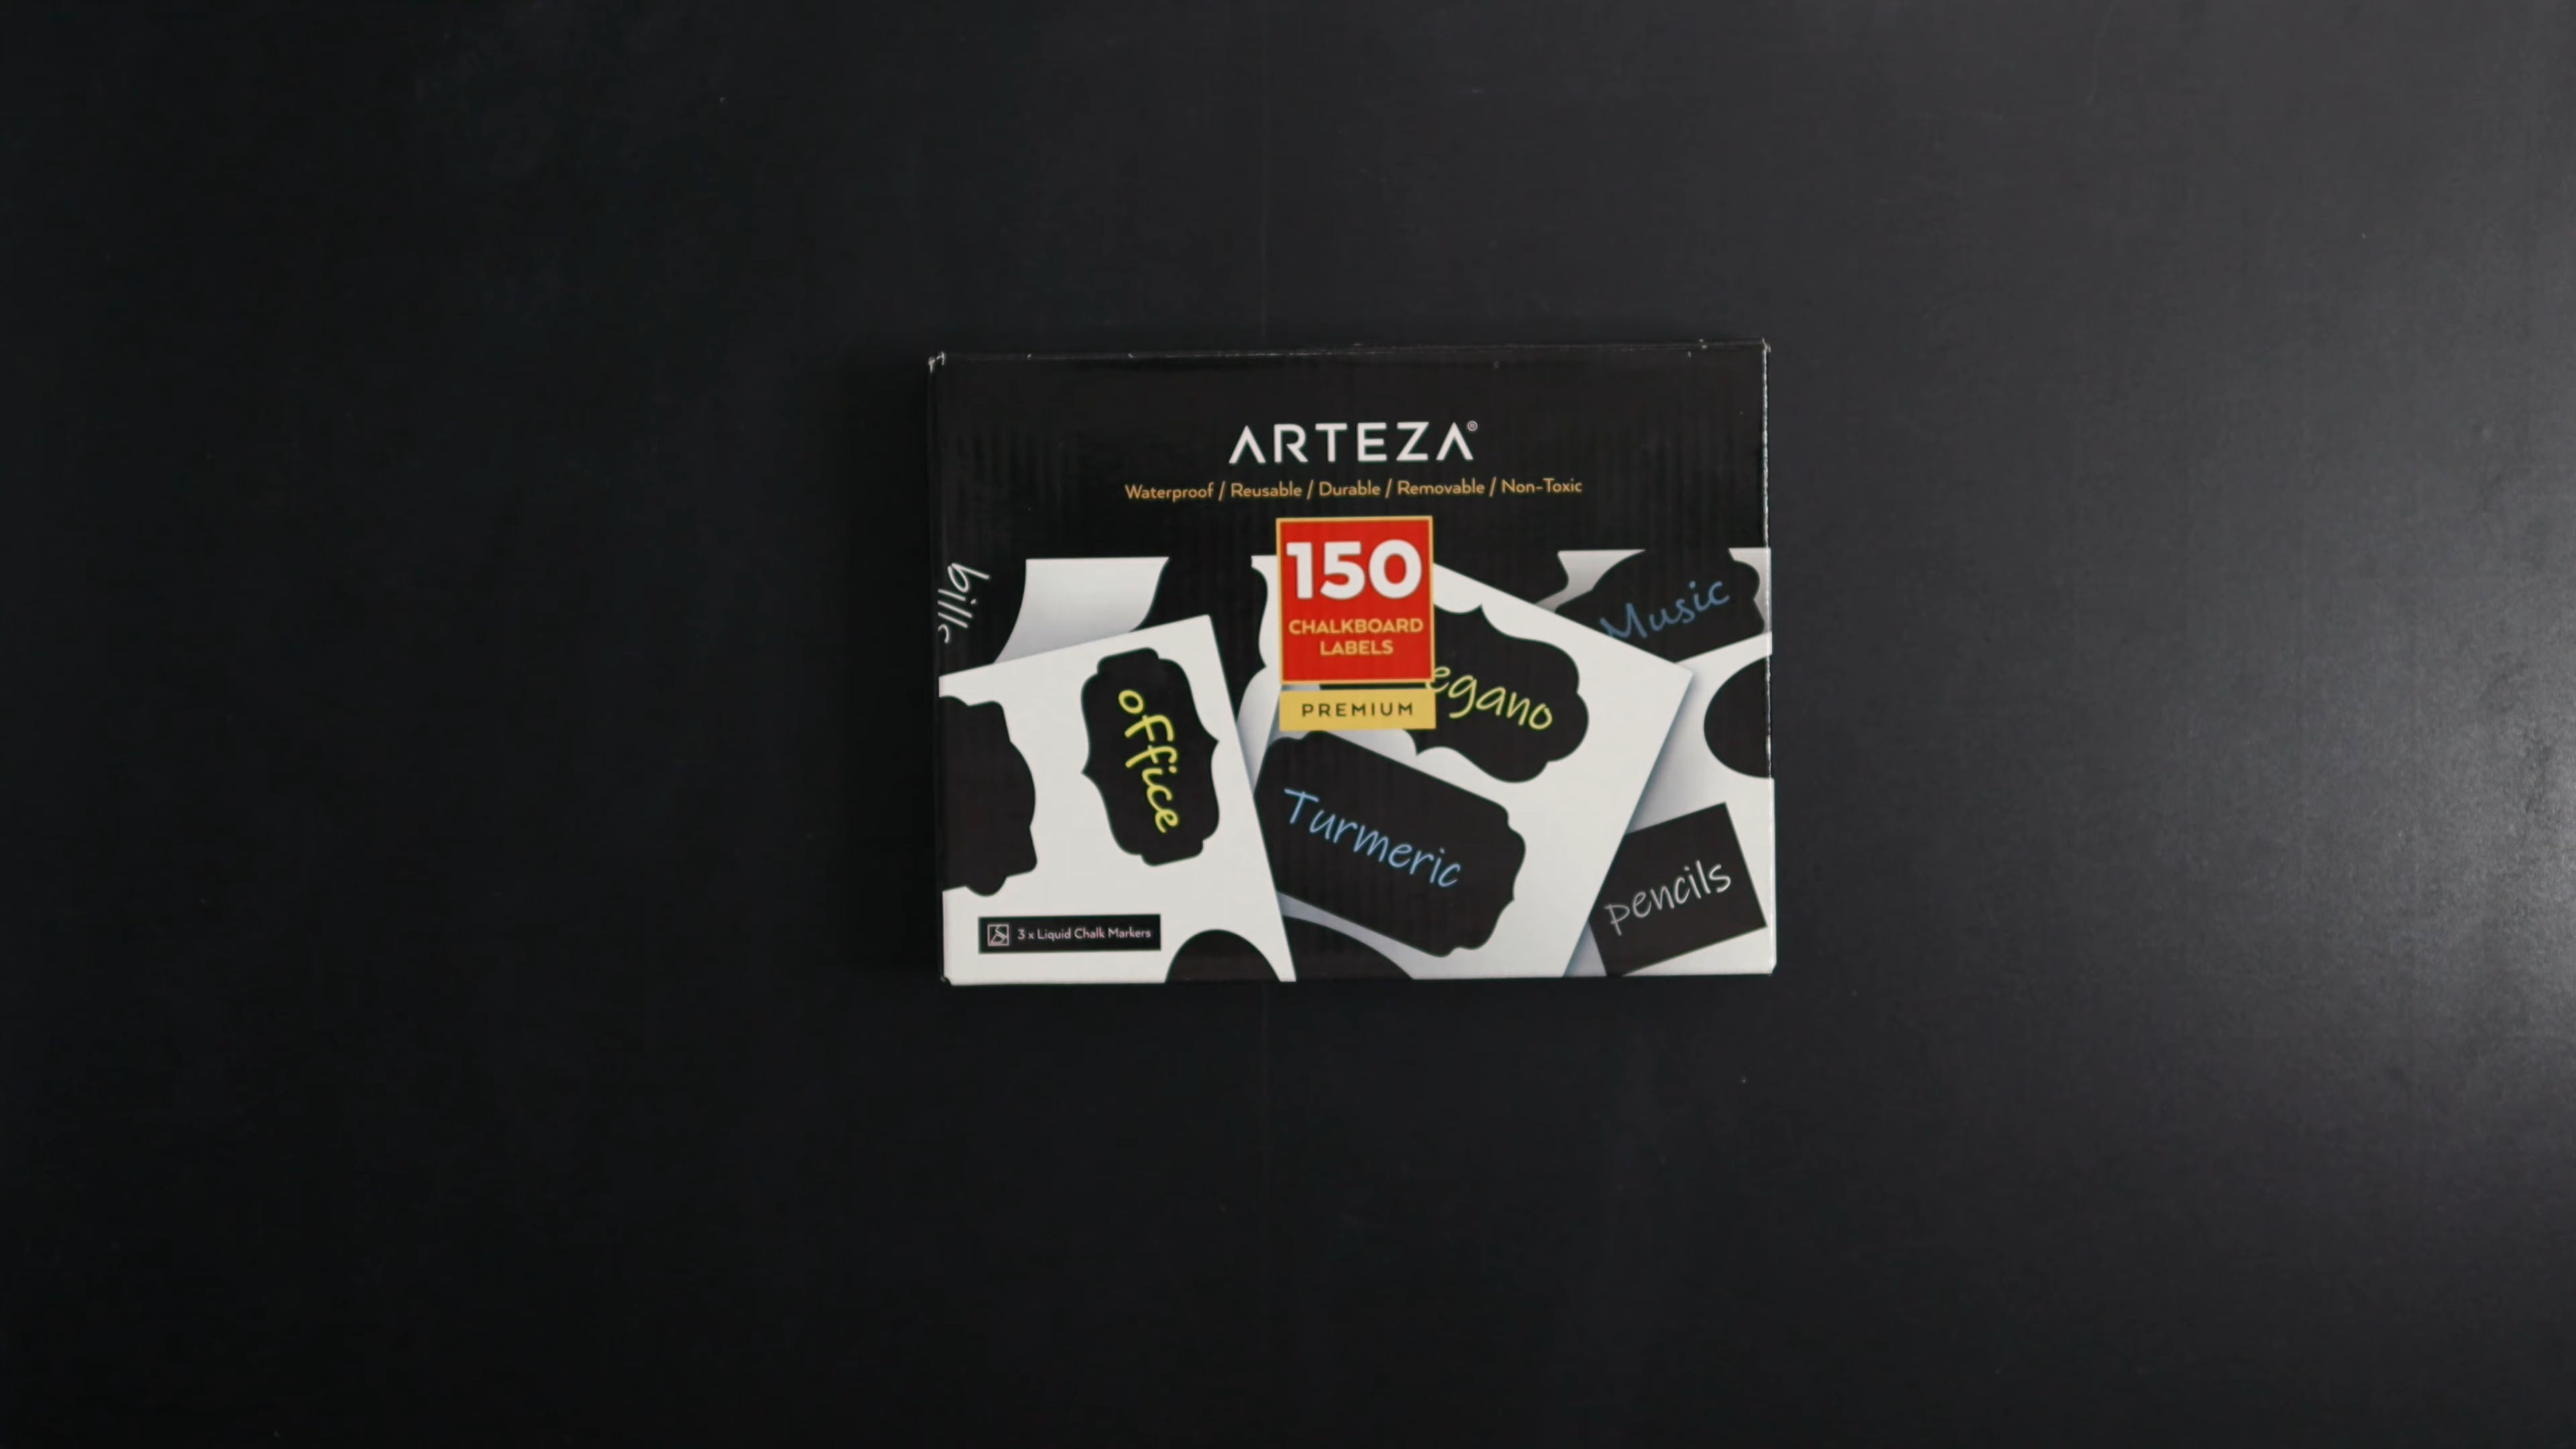 ARTEZA®
Waterproof / Reusable / Durable / Removable / Non-Toxic
150
CHALKBOARD
LABELS
PREMIUM
bills
Music
egano
office
Turmeric
pencils
3 x Liquid Chalk Markers